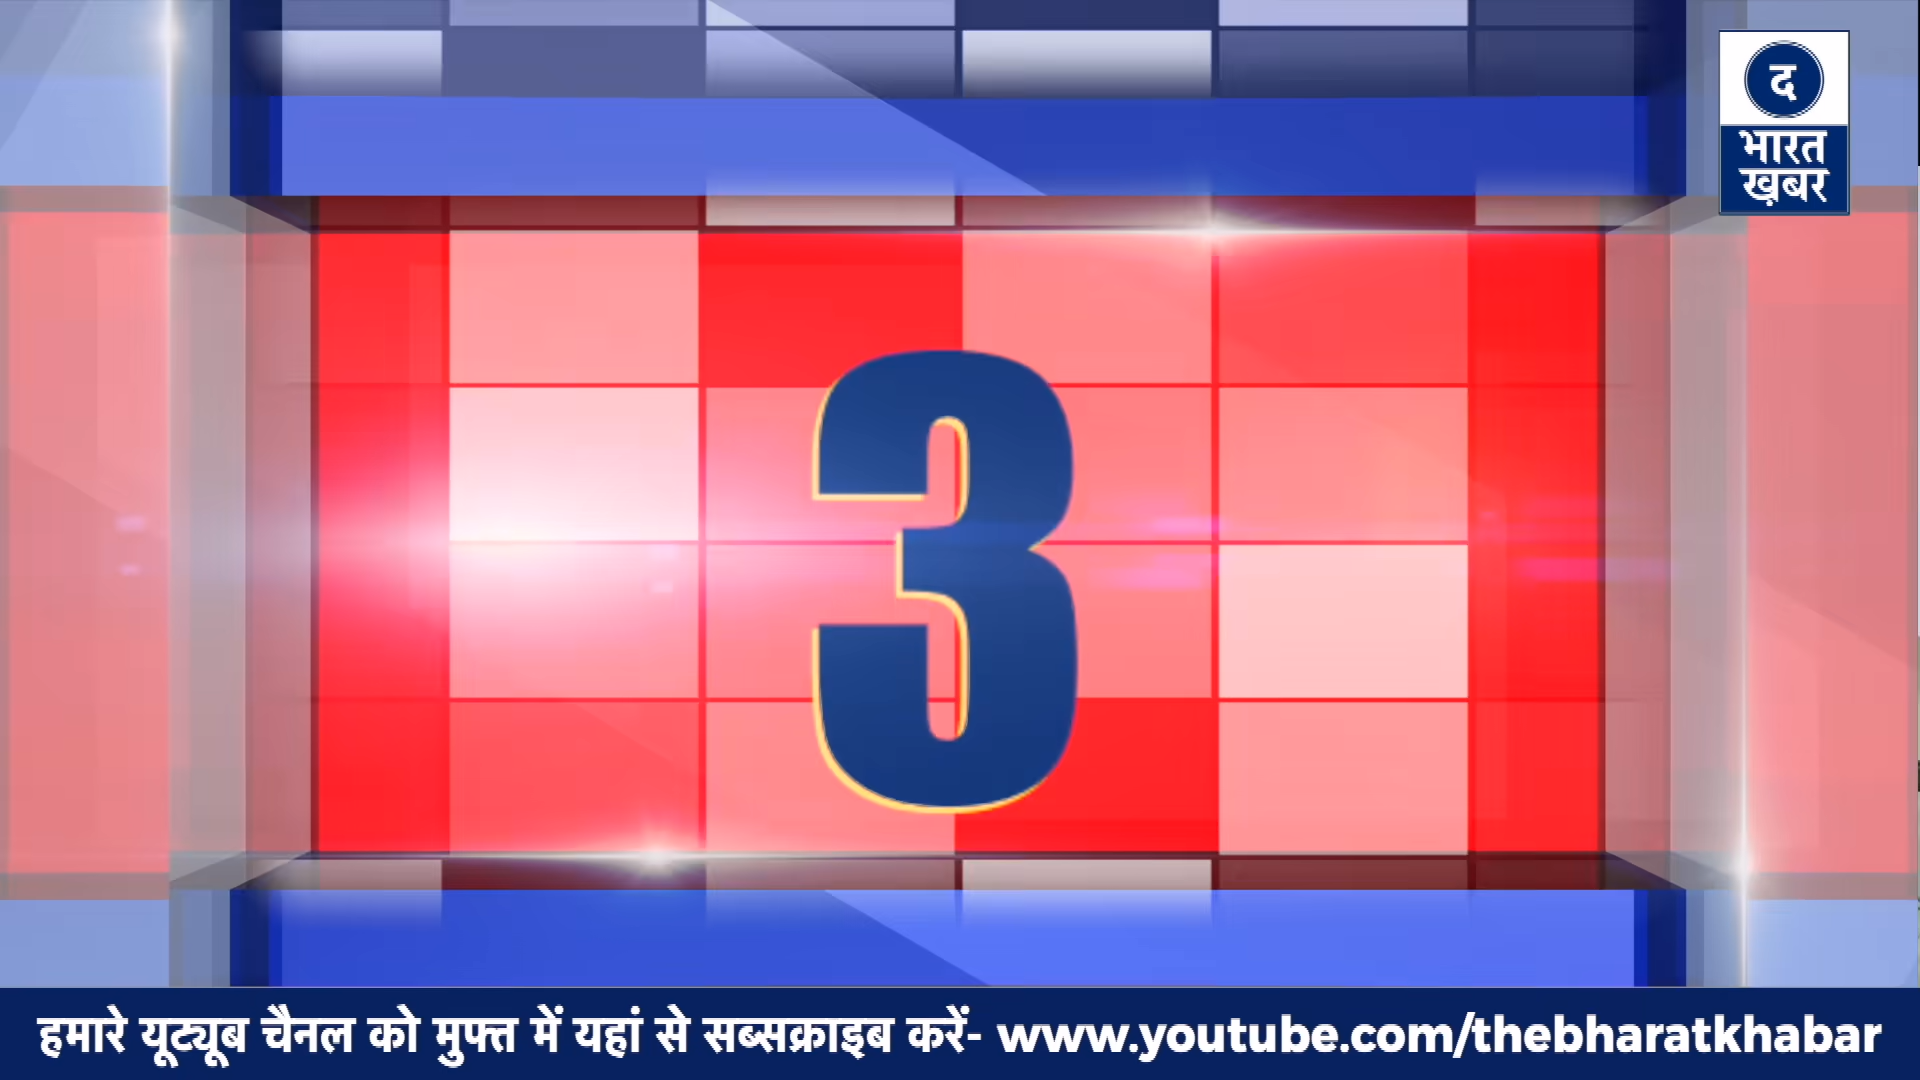 द
भारत
ख़बर
3
हमारे यूट्यूब चैनल को मुफ्त में यहां से सब्सक्राइब करें- www.youtube.com/thebharatkhabar